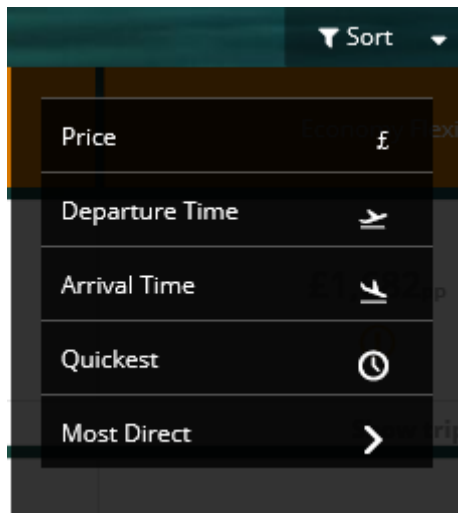 Sort
Price £
Departure Time
Arrival Time
Quickest
Most Direct